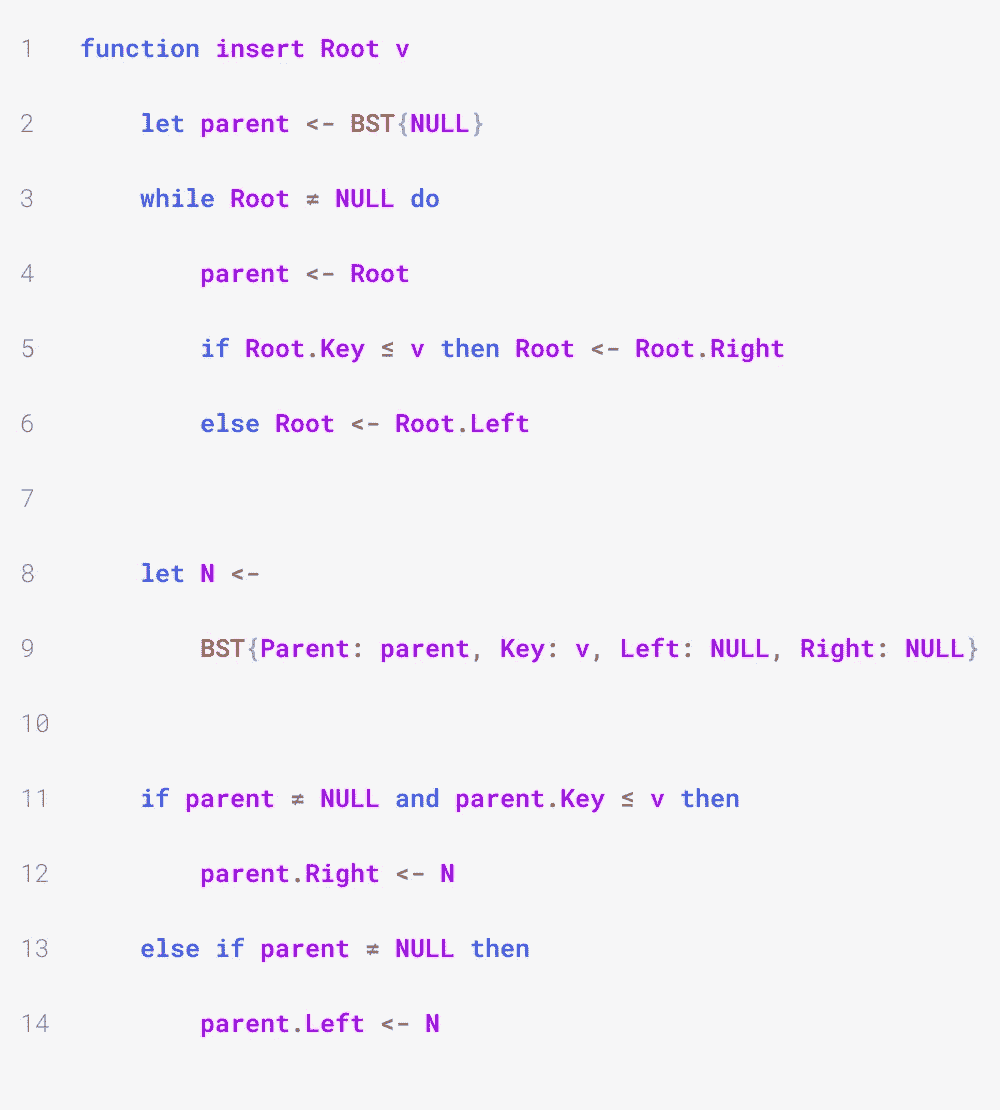 1 function insert Root v
2 let parent <- BST{NULL}
3 while Root ≠ NULL do
4 parent <- Root
5 if Root.Key ≤ v then Root <- Root.Right
6 else Root <- Root.Left
7
8 let N <-
9 BST{Parent: parent, Key: v, Left: NULL, Right: NULL}
10
11 if parent ≠ NULL and parent.Key ≤ v then
12 parent.Right <- N
13 else if parent ≠ NULL then
14 parent.Left <- N